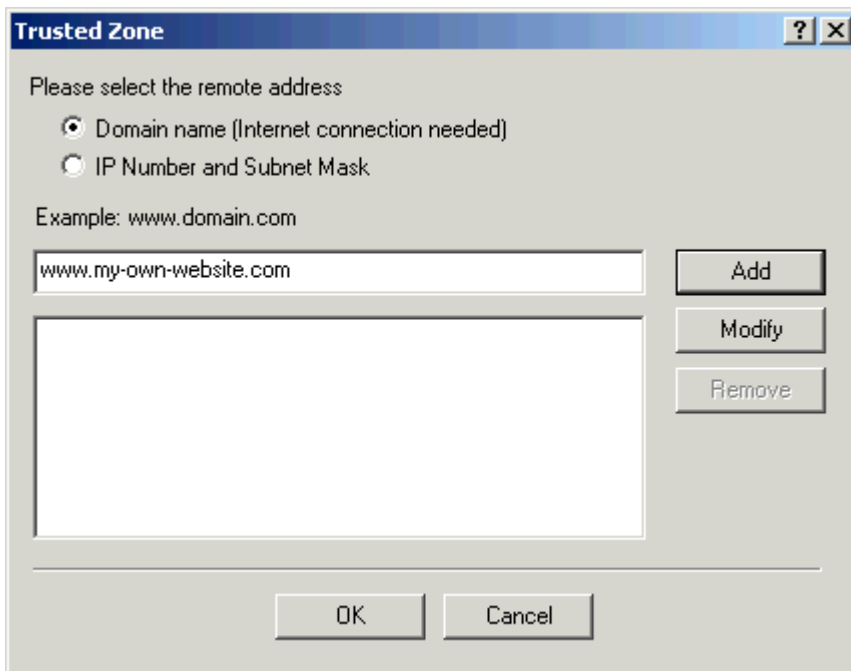 Trusted Zone
Please select the remote address
Domain name (Internet connection needed)
IP Number and Subnet Mask
Example: www.domain.com
www.my-own-website.com
Add
Modify
Remove
OK
Cancel